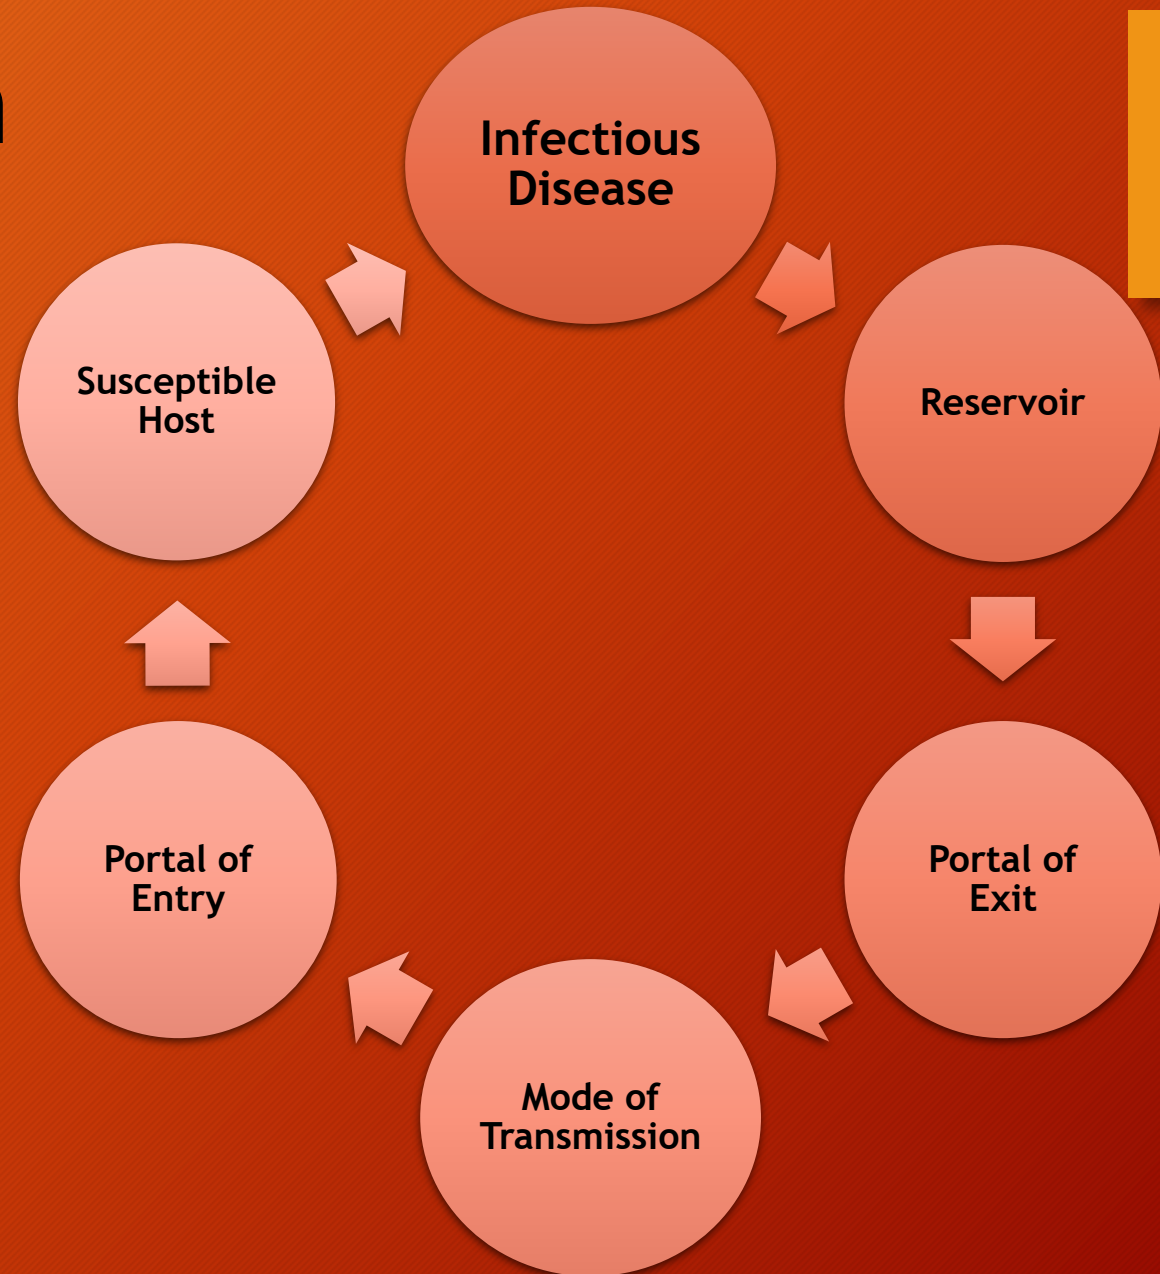 Infectious
Disease
Reservoir
Portal of
Exit
Mode of
Transmission
Portal of
Entry
Susceptible
Host